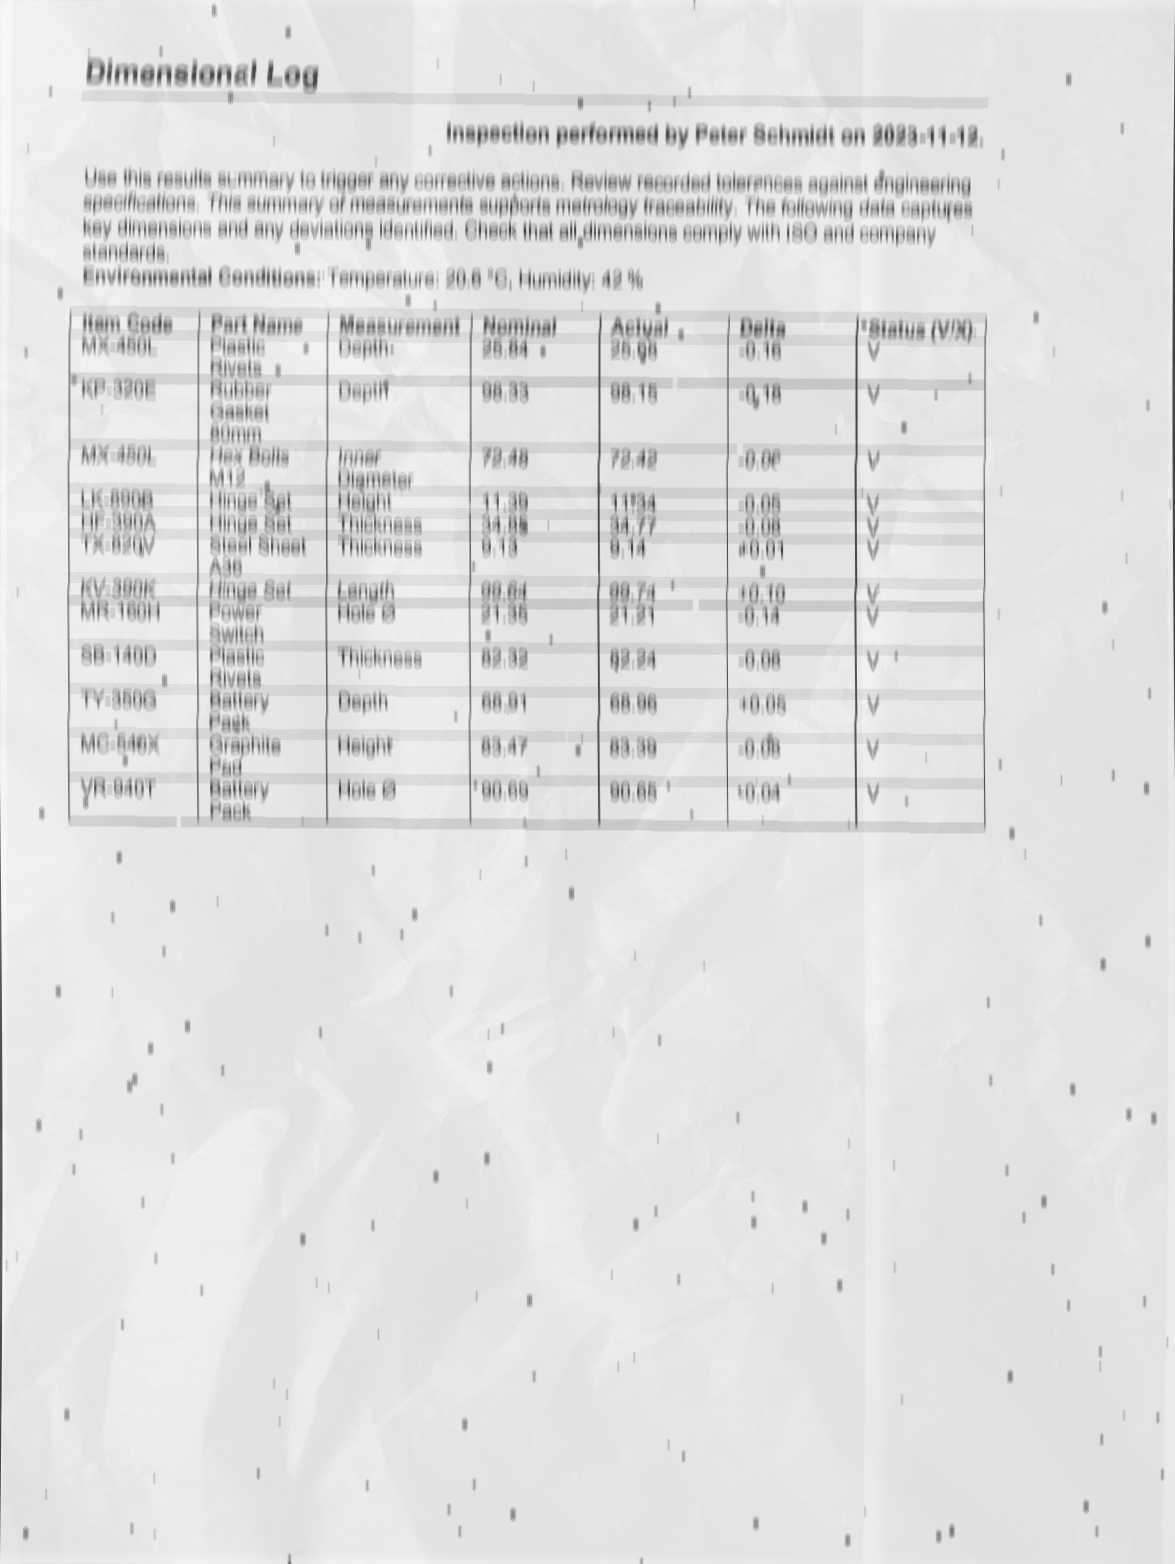 Dimensional Log
Inspection performed by Peter Schmidt on 2023-11-12.
Use this results summary to trigger any corrective actions. Review recorded tolerances against engineering
specifications. This summary of measurements supports metrology traceability. The following data captures
key dimensions and any deviations identified. Check that all dimensions comply with ISO and company
standards.
Environmental Conditions: Temperature: 20.6 °C, Humidity: 42 %
Item Code Part Name Measurement Nominal Actual Delta Status (V/X)
MX-450L Plastic Depth 25.84 25.68 -0.16 V
Rivets
KP-320E Rubber Depth 98.33 98.15 -0.18 V
Gasket
80mm
MX-450L Hex Bolts Inner 72.48 72.42 -0.06 V
M12 Diameter
LK-890B Hinge Set Height 11.39 11.34 -0.05 V
HF-390A Hinge Set Thickness 34.85 34.77 -0.08 V
TX-820V Steel Sheet Thickness 9.13 9.14 +0.01 V
A36
KV-390K Hinge Set Length 99.64 99.74 +0.10 V
MR-160H Power Hole Ø 21.35 21.21 -0.14 V
Switch
SB-140D Plastic Thickness 82.32 82.24 -0.08 V
Rivets
TY-350G Battery Depth 68.91 68.96 +0.05 V
Pack
MC-540X Graphite Height 83.47 83.39 -0.08 V
Pad
VR-940T Battery Hole Ø 90.69 90.65 -0.04 V
Pack